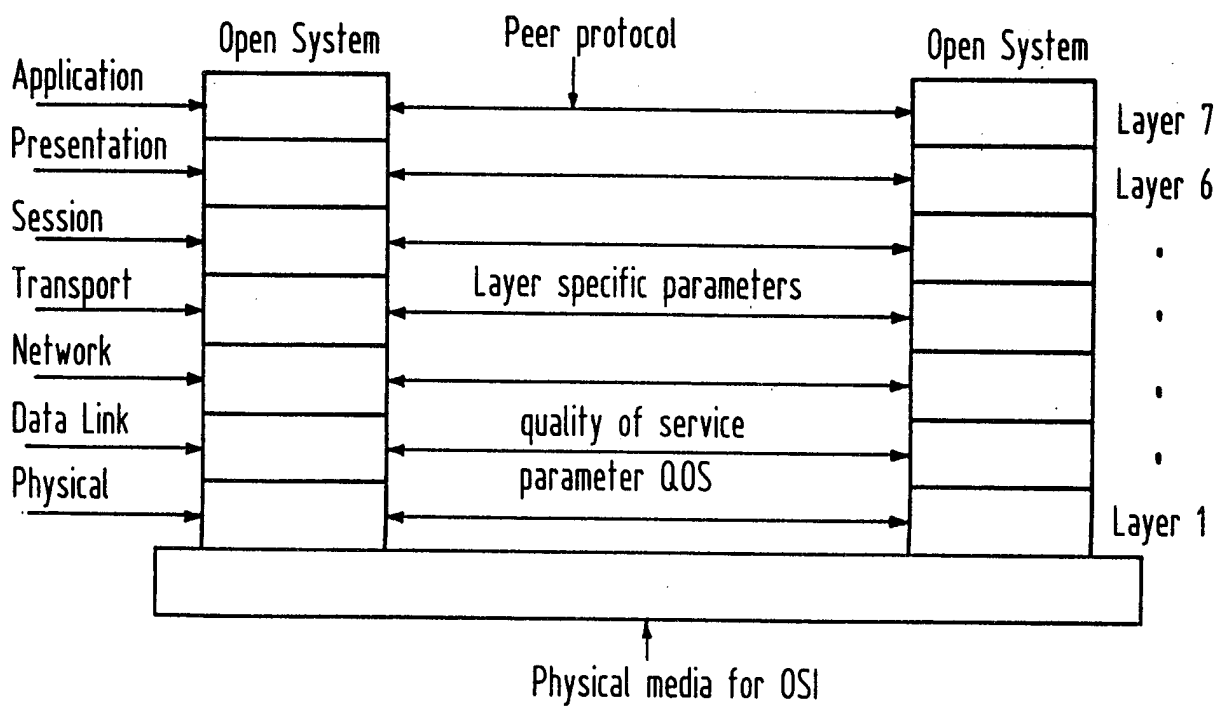 Open System
Peer protocol
Open System
Application
Layer 7
Presentation
Layer 6
Session
Transport
Layer specific parameters
Network
Data Link
quality of service
Physical
parameter QOS
Layer 1
Physical media for OSI